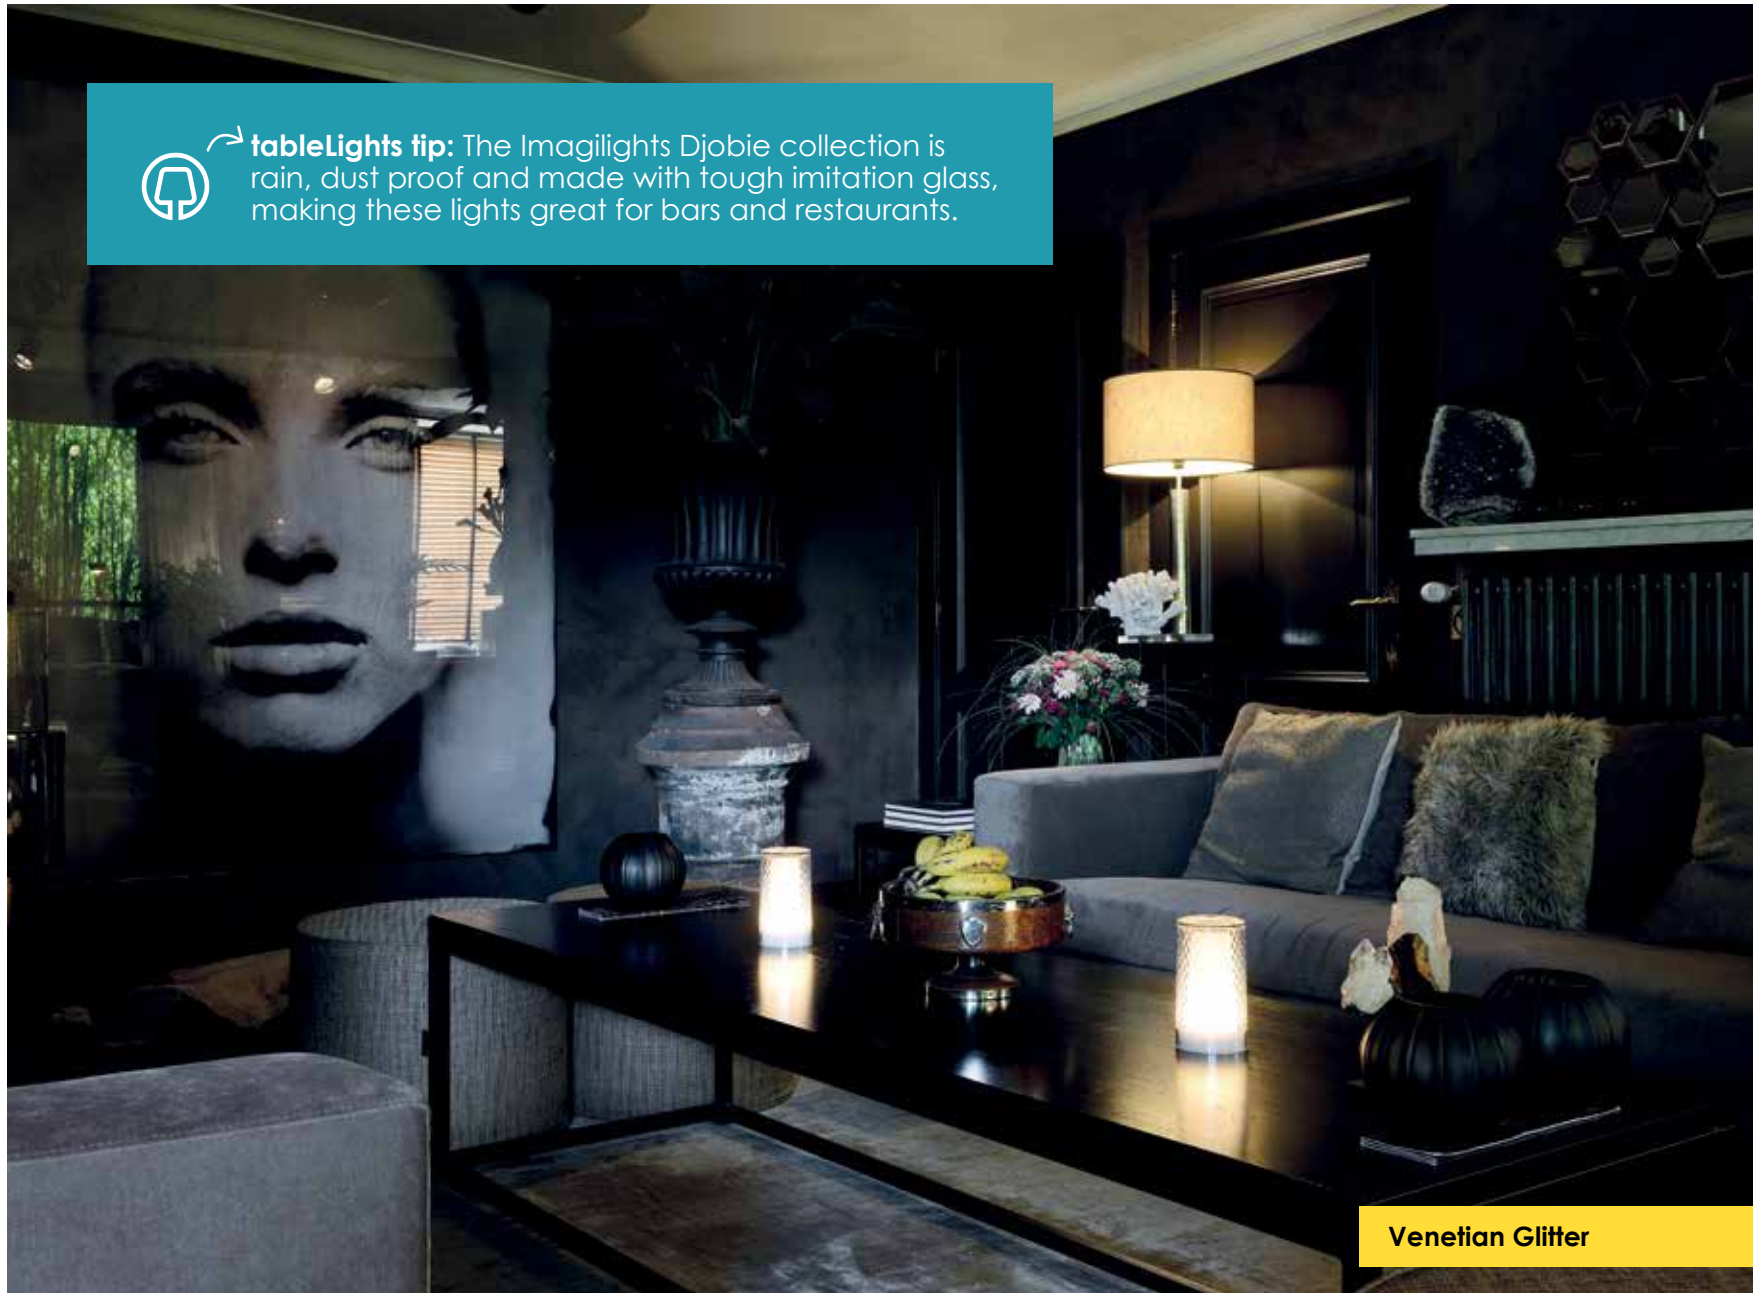 tableLights tip: The Imagilights Djobie collection is
rain, dust proof and made with tough imitation glass,
making these lights great for bars and restaurants.
Venetian Glitter